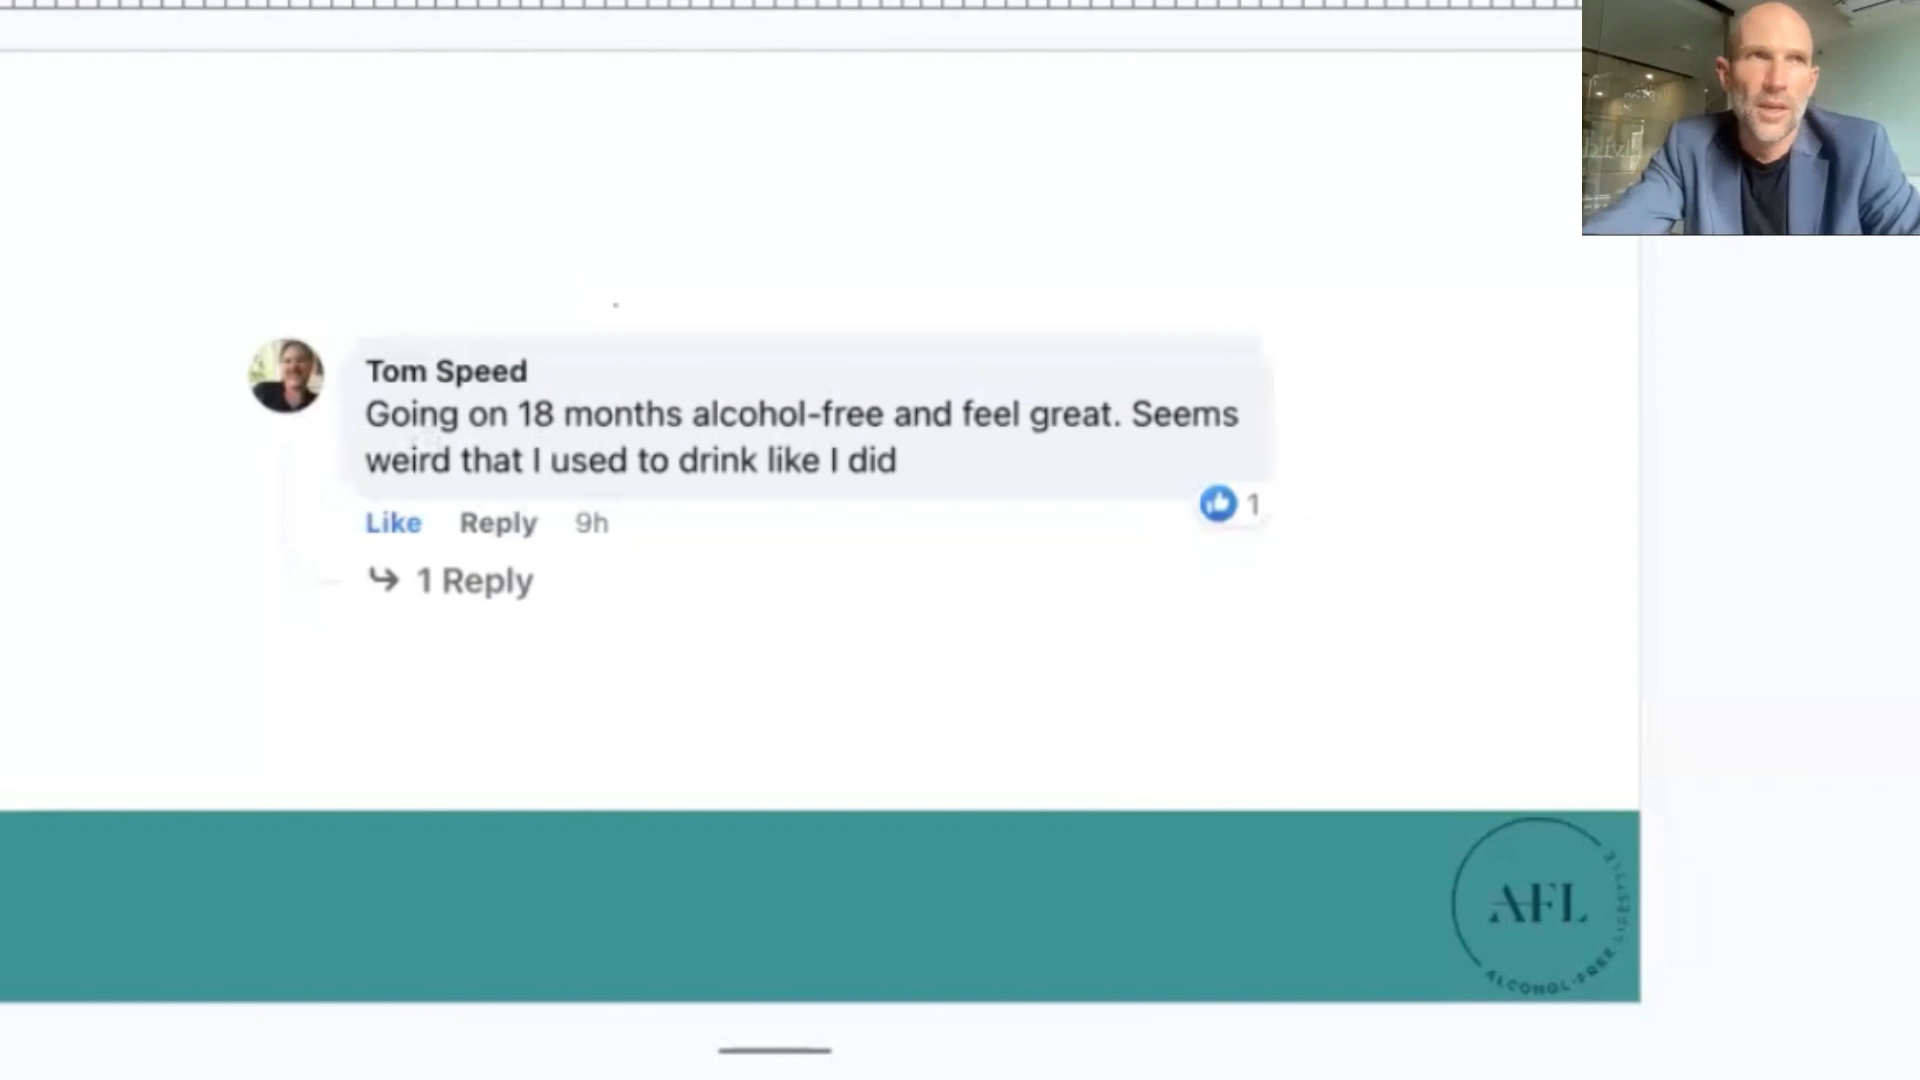 Tom Speed
Going on 18 months alcohol-free and feel great. Seems
weird that I used to drink like I did
1
Like Reply 9h
1 Reply
AFL
ALCOHOL-FREE LIFESTYLE